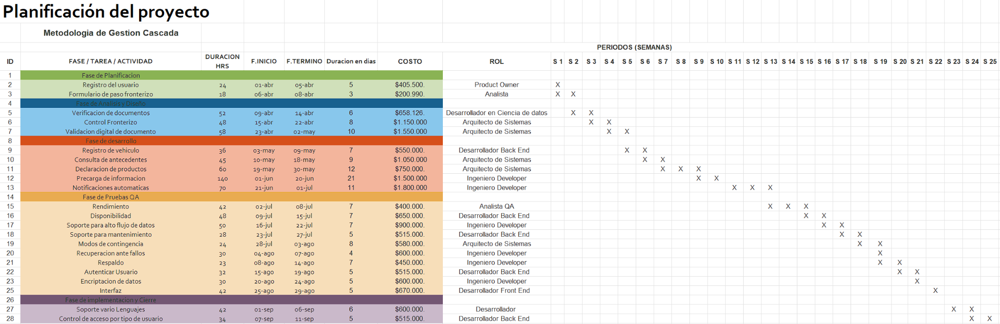 Planificación del proyecto
Metodologia de Gestion Cascada
PERIODOS (SEMANAS)
ID FASE / TAREA / ACTIVIDAD DURACION HRS F.INICIO F.TERMINO Duracion en dias COSTO ROL S 1 S 2 S 3 S 4 S 5 S 6 S 7 S 8 S 9 S 10 S 11 S 12 S 13 S 14 S 15 S 16 S 17 S 18 S 19 S 20 S 21 S 22 S 23 S 24 S 25
1 Fase de Planificacion
2 Registro del usuario 24 01-abr 05-abr 5 $405.500. Product Owner X
3 Formulario de paso fronterizo 18 06-abr 08-abr 3 $200.990. Analista X X
4 Fase de Analisis y Diseño
5 Verificacion de documentos 52 09-abr 14-abr 6 $658.126. Desarrollador en Ciencia de datos X X
6 Control Fronterizo 48 15-abr 22-abr 8 $1.150.000 Arquitecto de Sistemas X X
7 Validacion digital de documento 58 23-abr 02-may 10 $1.550.000 Arquitecto de Sistemas X X
8 Fase de desarrollo
9 Registro de vehiculo 36 03-may 09-may 7 $550.000. Desarrollador Back End X X
10 Consulta de antecedentes 45 10-may 18-may 9 $1.050.000 Arquitecto de Sistemas X X
11 Declaracion de productos 60 19-may 30-may 12 $750.000. Arquitecto de Sistemas X X X
12 Precarga de informacion 140 01-jun 20-jun 21 $1.500.000 Ingeniero Developer X X
13 Notificaciones automaticas 70 21-jun 01-jul 11 $1.800.000 Ingeniero Developer X X X
14 Fase de Pruebas QA
15 Rendimiento 42 02-jul 08-jul 7 $400.000. Analista QA X X X
16 Disponibilidad 48 09-jul 15-jul 7 $650.000. Desarrollador Back End X X
17 Soporte para alto flujo de datos 50 16-jul 22-jul 7 $900.000. Ingeniero Developer X X
18 Soporte para mantenimiento 28 23-jul 27-jul 5 $515.000. Desarrollador Back End X X
19 Modos de contingencia 24 28-jul 03-ago 8 $580.000. Arquitecto de Sistemas X X
20 Recuperacion ante fallos 30 04-ago 07-ago 4 $600.000. Ingeniero Developer X
21 Respaldo 23 08-ago 14-ago 7 $450.000. Ingeniero Developer X X
22 Autenticar Usuario 32 15-ago 19-ago 5 $515.000. Desarrollador Back End X X
23 Encriptacion de datos 30 20-ago 24-ago 5 $600.000. Ingeniero Developer X
25 Interfaz 42 25-ago 29-ago 5 $670.000. Desarrollador Front End X
26 Fase de implementacion y Cierre
27 Soporte vario Lenguajes 42 01-sep 06-sep 6 $600.000. Desarrollador X X
28 Control de acceso por tipo de usuario 34 07-sep 11-sep 5 $515.000. Desarrollador Back End X X